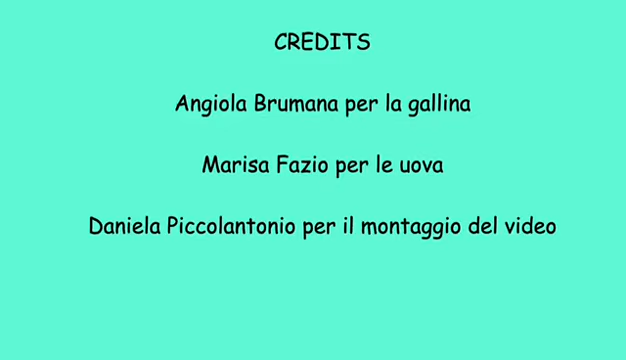 CREDITS
Angiola Brumana per la gallina
Marisa Fazio per le uova
Daniela Piccolantonio per il montaggio del video